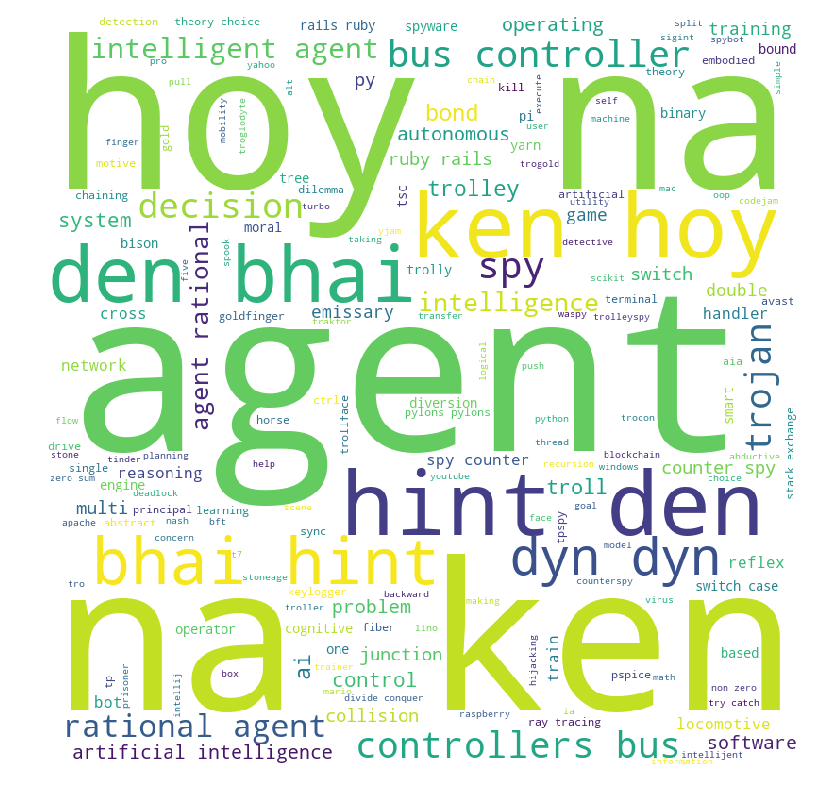 detection theory choice rails ruby spyware operating split training
intelligent agent bus controller sigint spybot bound
pro yahoo alt py chain kill execute theory embodied simple
hoy na
pull mobility troglodyte bond pi self binary
finger gold autonomous user machine
motive ruby rails yarn trogold
chaining tree dilemma tsc trolley artificial mac oop codejam
decision turbo utility
system moral yjam ken hoy game
bison five spook taking detective
den bhai trolly spy scikit switch
intelligence terminal double avast
cross goldfinger emissary transfer waspy trolleyspy handler
agent rational traktor
agent
network logical push aia trojan
smart
flow horse ctrl trollface diversion python
pylons pylons trocon
drive thread
stone tinder planning help spy counter blockchain abductive stack exchange
zero sum single reasoning youtube recursion windows counter spy
engine deadlock hint den troll choice
multi principal learning face goal
apache abstract nash bft sync scene tpspy
concern dyn dyn model
bhai hint t7 counterspy reflex
tro stoneage keylogger backward switch case
na ken
troller problem making virus
operator cognitive fiber lino hijacking train
one junction based
tp box ai trainer control pspice math non zero
bot prisoner intellij mario divide conquer ia try catch
rational agent collision raspberry ray tracing locomotive
artificial intelligence controllers bus software
intellijent
information